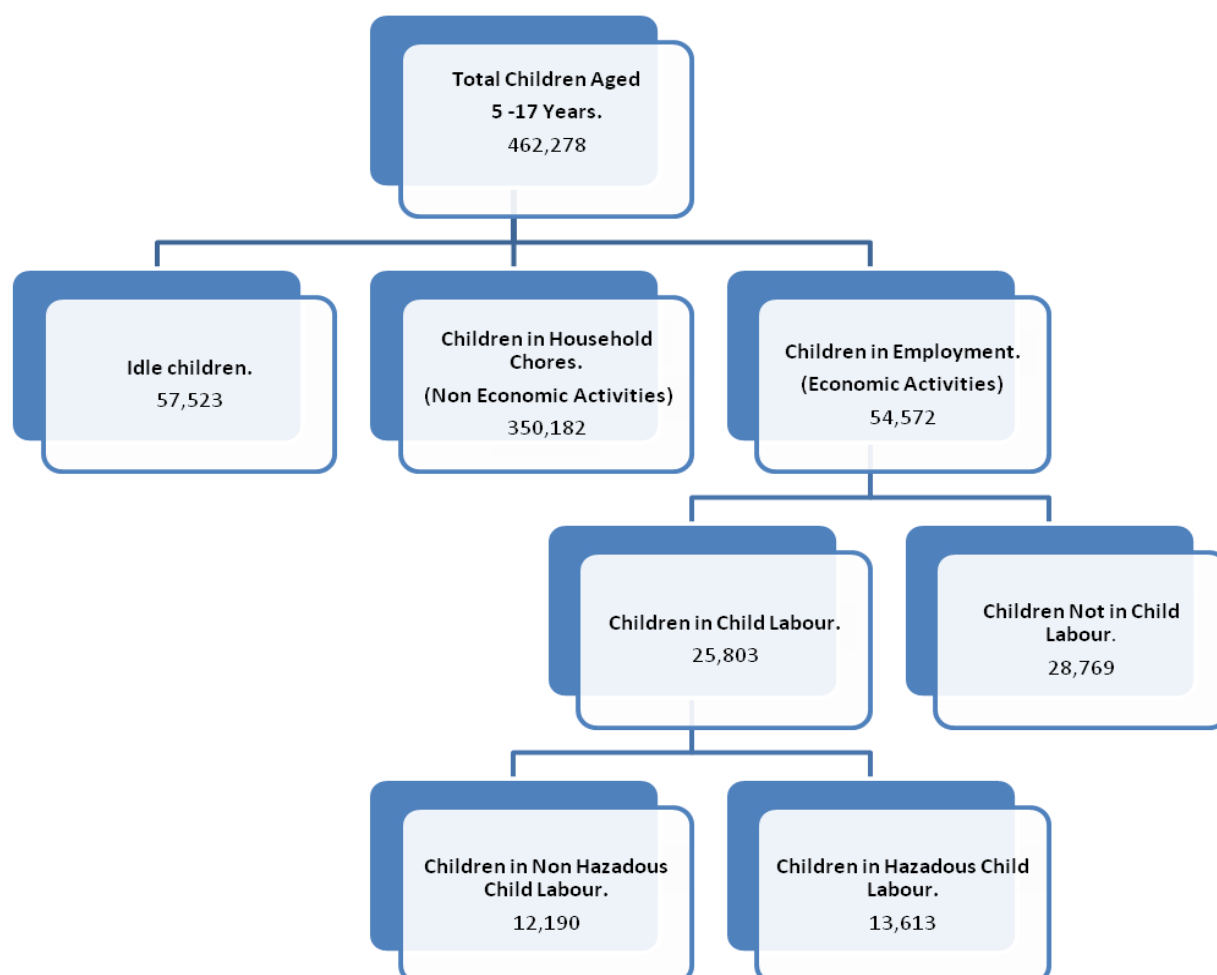 Total Children Aged
5 -17 Years.
462,278
Idle children.
57,523
Children in Household
Chores.
(Non Economic Activities)
350,182
Children in Employment.
(Economic Activities)
54,572
Children in Child Labour.
25,803
Children Not in Child
Labour.
28,769
Children in Non Hazadous
Child Labour.
12,190
Children in Hazadous Child
Labour.
13,613